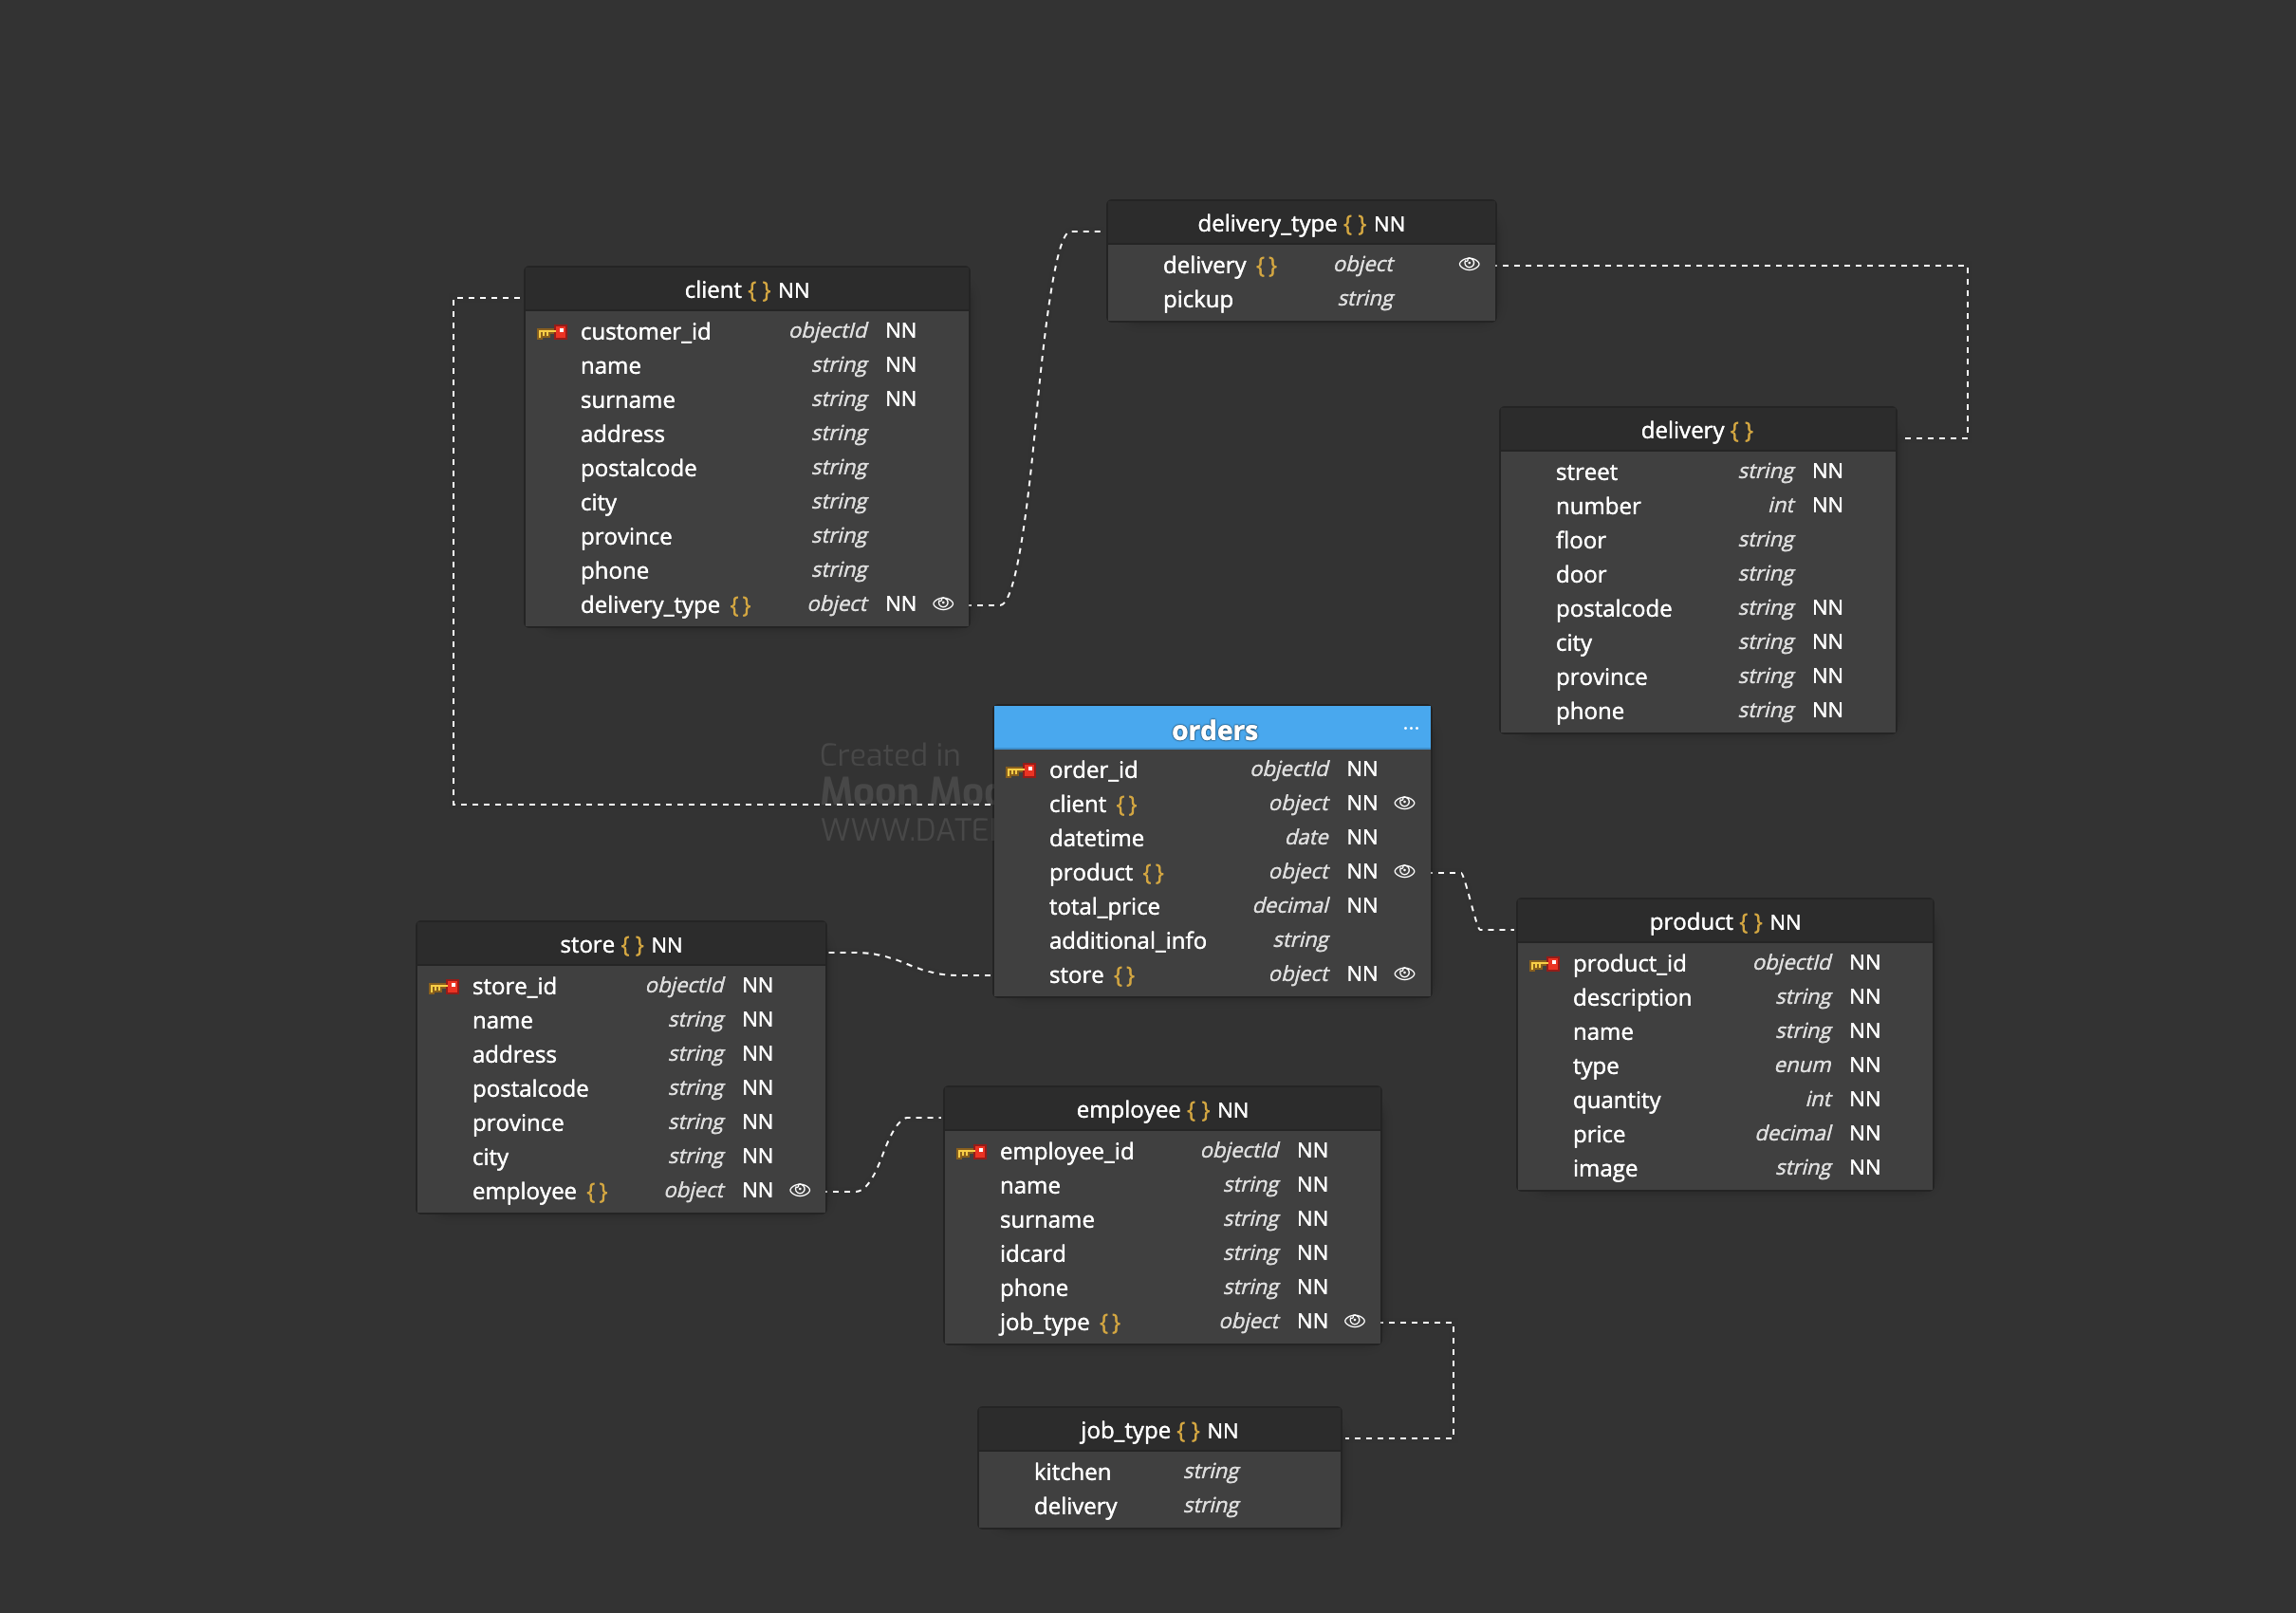 delivery_type {} NN
delivery {} object
pickup string
client {} NN
customer_id objectId NN
name string NN
surname string NN
address string
postalcode string
city string
province string
phone string
delivery_type {} object NN
delivery {}
street string NN
number int NN
floor string
door string
postalcode string NN
city string NN
province string NN
phone string NN
orders ...
order_id objectId NN
client {} object NN
datetime date NN
product {} object NN
total_price decimal NN
additional_info string
store {} object NN
Created in
Moon
WWW.DATE
product {} NN
product_id objectId NN
description string NN
name string NN
type enum NN
quantity int NN
price decimal NN
image string NN
store {} NN
store_id objectId NN
name string NN
address string NN
postalcode string NN
province string NN
city string NN
employee {} object NN
employee {} NN
employee_id objectId NN
name string NN
surname string NN
idcard string NN
phone string NN
job_type {} object NN
job_type {} NN
kitchen string
delivery string